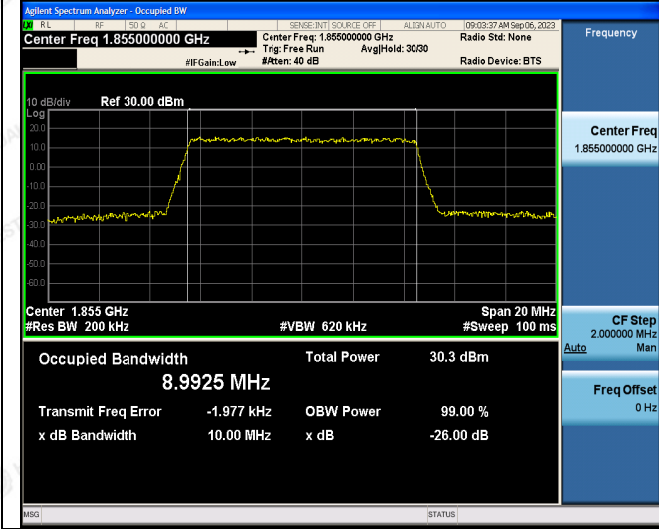 Agilent Spectrum Analyzer - Occupied BW
LXI RL RF 50 Ω AC SENSE:INT SOURCE OFF ALIGN AUTO 09:03:37 AM Sep 06, 2023
Center Freq 1.855000000 GHz
Center Freq: 1.855000000 GHz
Radio Std: None
Trig: Free Run Avg|Hold: 30/30
#IFGain:Low #Atten: 40 dB Radio Device: BTS
Frequency
10 dB/div Ref 30.00 dBm
Log
20.0
10.0
0.00
-10.0
-20.0
-30.0
-40.0
-50.0
-60.0
Center 1.855 GHz Span 20 MHz
#Res BW 200 kHz #VBW 620 kHz #Sweep 100 ms
Occupied Bandwidth Total Power 30.3 dBm
8.9925 MHz
Transmit Freq Error -1.977 kHz OBW Power 99.00 %
x dB Bandwidth 10.00 MHz x dB -26.00 dB
Center Freq
1.855000000 GHz
CF Step
2.000000 MHz
Auto Man
Freq Offset
0 Hz
MSG STATUS